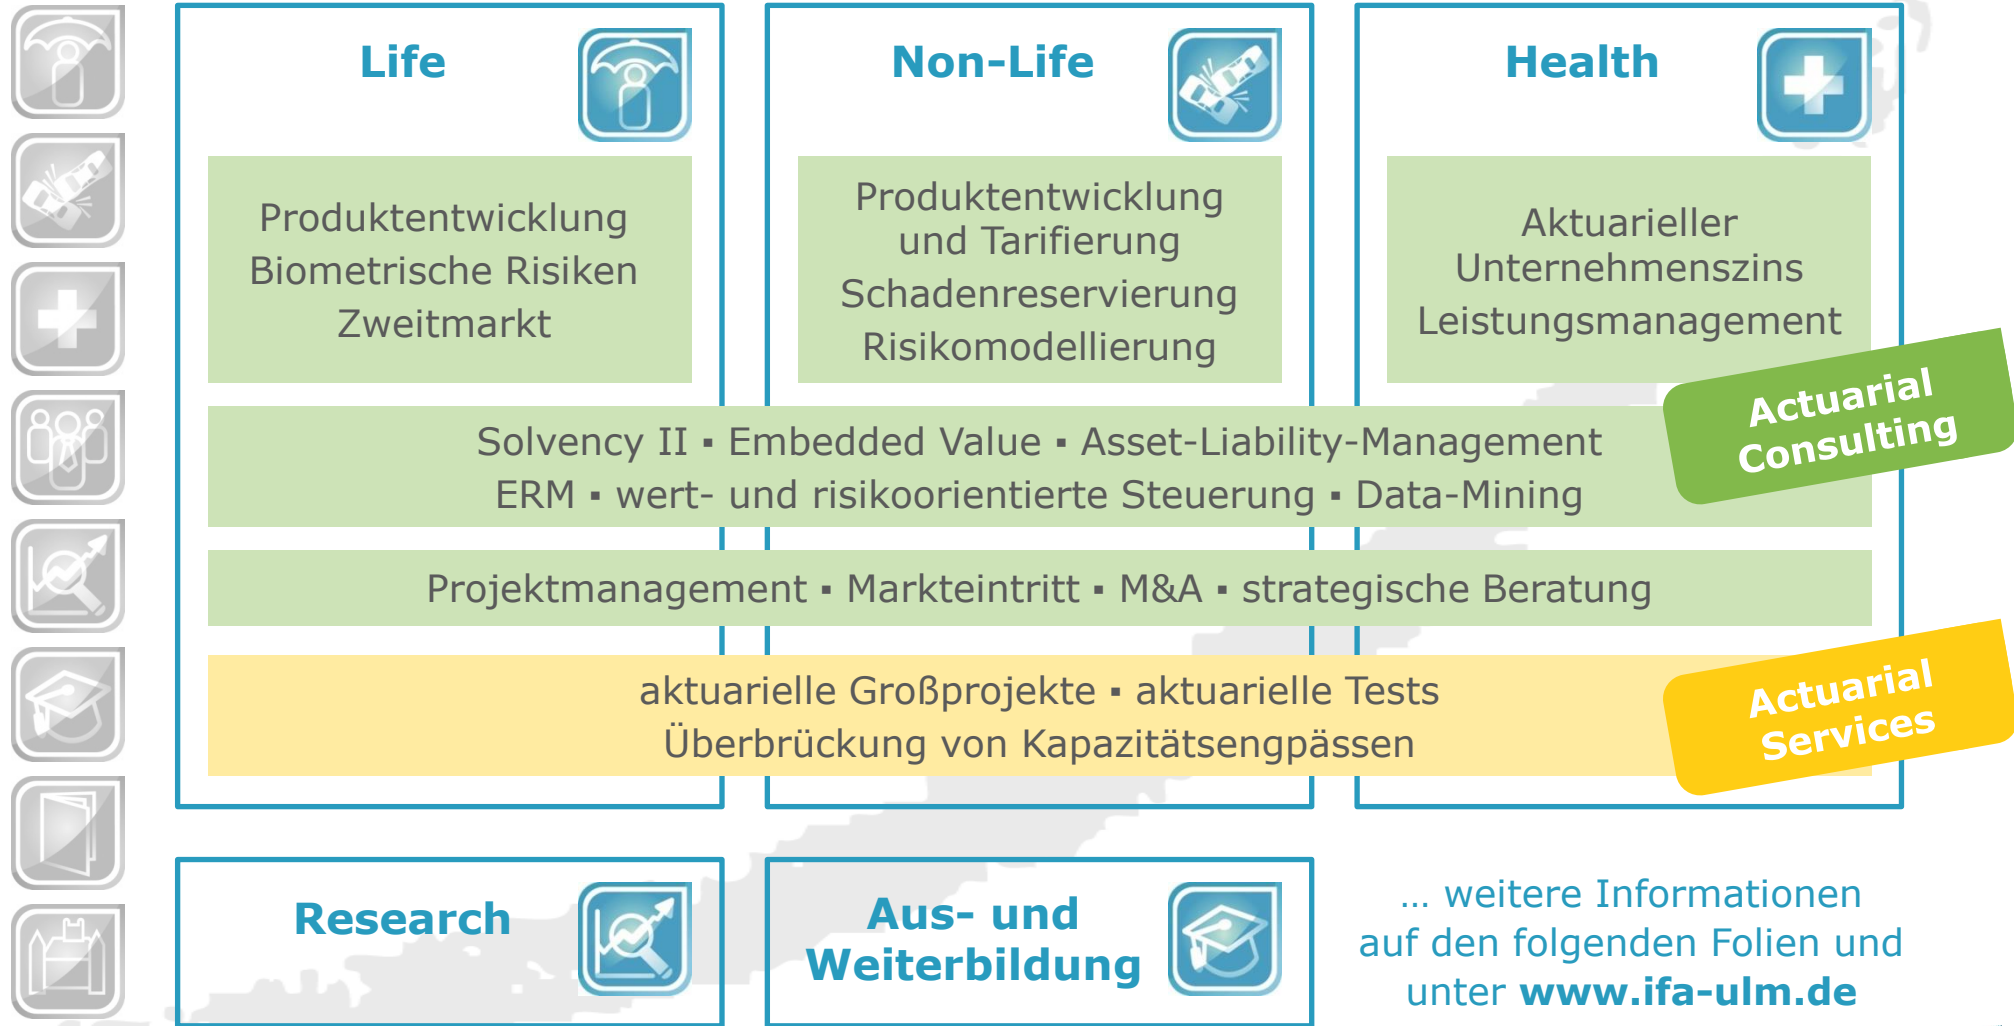 Life
Non-Life
Health
Produktentwicklung
Biometrische Risiken
Zweitmarkt
Produktentwicklung
und Tarifierung
Schadenreservierung
Risikomodellierung
Aktuarieller
Unternehmenszins
Leistungsmanagement
Actuarial
Consulting
Solvency II ▪ Embedded Value ▪ Asset-Liability-Management
ERM ▪ wert- und risikoorientierte Steuerung ▪ Data-Mining
Projektmanagement ▪ Markteintritt ▪ M&A ▪ strategische Beratung
Actuarial
Services
aktuarielle Großprojekte ▪ aktuarielle Tests
Überbrückung von Kapazitätsengpässen
Research
Aus- und
Weiterbildung
… weitere Informationen
auf den folgenden Folien und
unter www.ifa-ulm.de